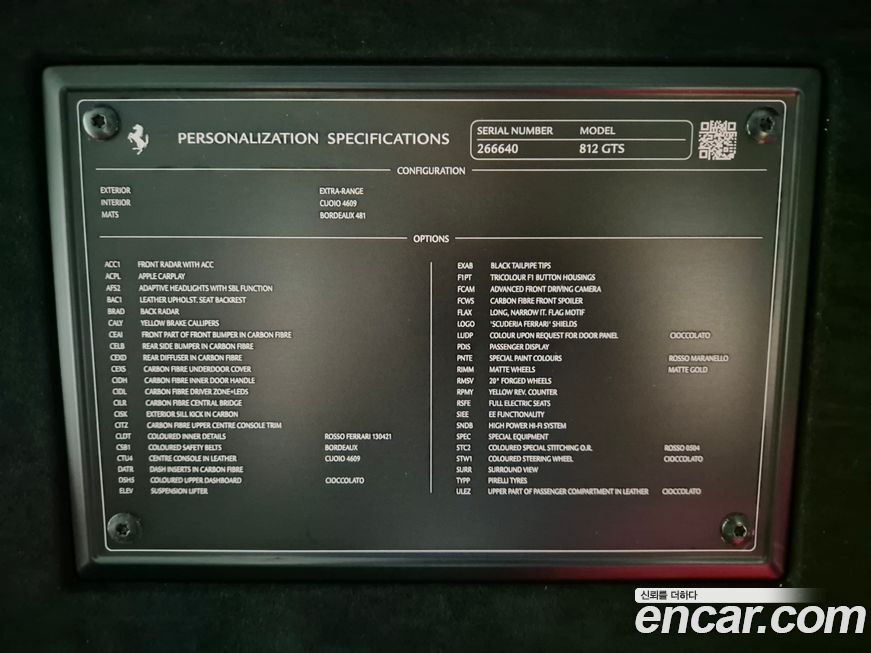 PERSONALIZATION SPECIFICATIONS
SERIAL NUMBER MODEL
266640 812 GTS
CONFIGURATION
EXTERIOR EXTRA-RANGE
INTERIOR CUOIO 4609
MATS BORDEAUX 481
OPTIONS
ACC1 FRONT RADAR WITH ACC
ACPL APPLE CARPLAY
AFS2 ADAPTIVE HEADLIGHTS WITH SBL FUNCTION
BAC1 LEATHER UPHOLST. SEAT BACKREST
BRAD BACK RADAR
CALY YELLOW BRAKE CALLIPERS
CEA1 FRONT PART OF FRONT BUMPER IN CARBON FIBRE
CELB REAR SIDE BUMPER IN CARBON FIBRE
CEXD REAR DIFFUSER IN CARBON FIBRE
CEXS CARBON FIBRE UNDERDOOR COVER
CIDH CARBON FIBRE INNER DOOR HANDLE
CIDL CARBON FIBRE DRIVER ZONE+LEDS
CILR CARBON FIBRE CENTRAL BRIDGE
CISK EXTERIOR SILL KICK IN CARBON
CITZ CARBON FIBRE UPPER CENTRE CONSOLE TRIM
CLDT COLOURED INNER DETAILS ROSSO FERRARI 130421
CSB1 COLOURED SAFETY BELTS BORDEAUX
CTU4 CENTRE CONSOLE IN LEATHER CUOIO 4609
DATR DASH INSERTS IN CARBON FIBRE
DSH5 COLOURED UPPER DASHBOARD CIOCCOLATO
ELEV SUSPENSION LIFTER
EXAB BLACK TAILPIPE TIPS
F1PT TRICOLOUR F1 BUTTON HOUSINGS
FCAM ADVANCED FRONT DRIVING CAMERA
FCWS CARBON FIBRE FRONT SPOILER
FLAX LONG, NARROW IT. FLAG MOTIF
LOGO 'SCUDERIA FERRARI' SHIELDS
LUDP COLOUR UPON REQUEST FOR DOOR PANEL CIOCCOLATO
PDIS PASSENGER DISPLAY
PNTE SPECIAL PAINT COLOURS ROSSO MARANELLO
RIMM MATTE WHEELS MATTE GOLD
RMSV 20" FORGED WHEELS
RPMY YELLOW REV. COUNTER
RSFE FULL ELECTRIC SEATS
SIEE EE FUNCTIONALITY
SNDB HIGH POWER HI-FI SYSTEM
SPEC SPECIAL EQUIPMENT
STC2 COLOURED SPECIAL STITCHING O.R. ROSSO 0504
STW1 COLOURED STEERING WHEEL CIOCCOLATO
SURR SURROUND VIEW
TYPP PIRELLI TYRES
ULEZ UPPER PART OF PASSENGER COMPARTMENT IN LEATHER CIOCCOLATO
신뢰를 더하다
encar.com